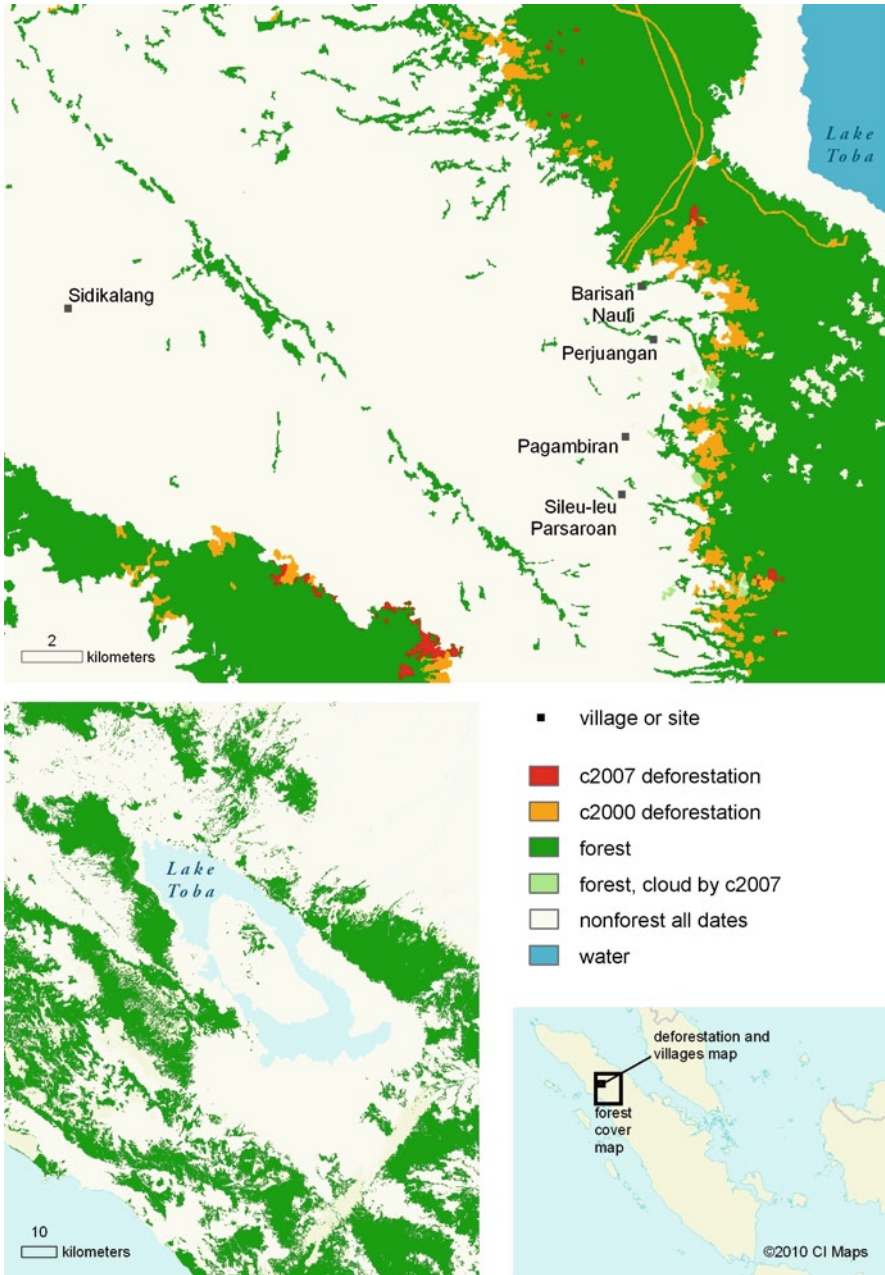 Lake
Toba
Sidikalang
Barisan
Nauli
Perjuangan
Pagambiran
Sileu-leu
Parsaroan
2
kilometers
village or site
c2007 deforestation
c2000 deforestation
forest
forest, cloud by c2007
nonforest all dates
water
Lake
Toba
10
kilometers
deforestation and
villages map
forest
cover
map
©2010 CI Maps